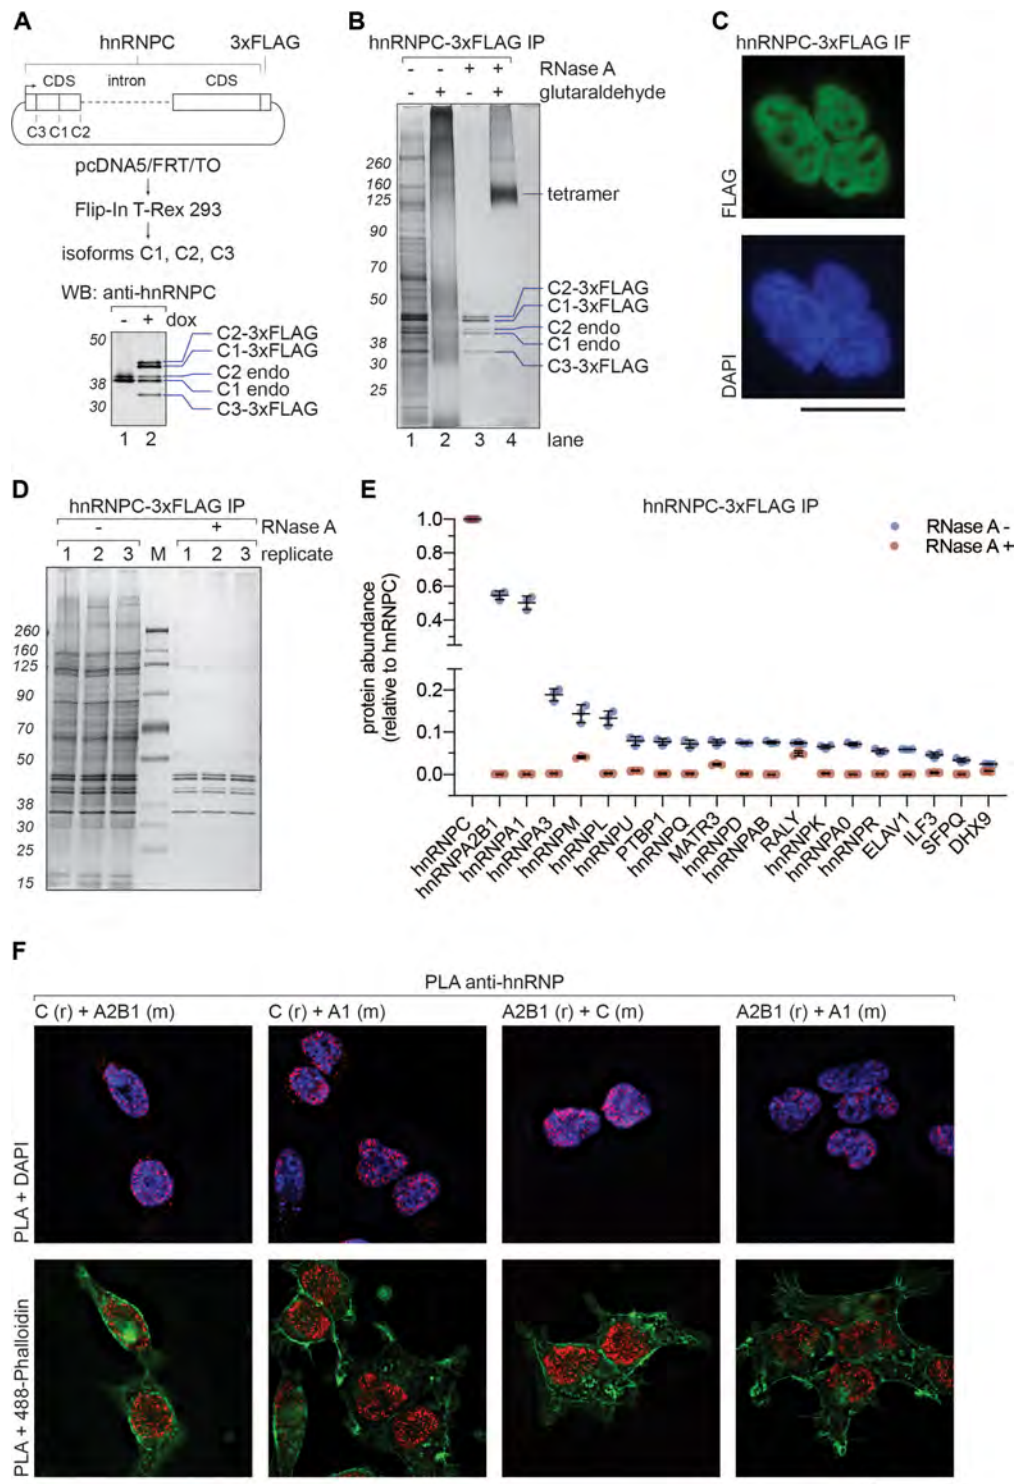 A
hnRNPC 3xFLAG
CDS intron CDS
C3 C1 C2
pcDNA5/FRT/TO
Flip-In T-Rex 293
isoforms C1, C2, C3
WB: anti-hnRNPC
- + dox
50
38
30
C2-3xFLAG
C1-3xFLAG
C2 endo
C1 endo
C3-3xFLAG
1 2
B
hnRNPC-3xFLAG IP
- - + + RNase A
- + - + glutaraldehyde
260
160
125
90
70
50
38
30
25
tetramer
C2-3xFLAG
C1-3xFLAG
C2 endo
C1 endo
C3-3xFLAG
1 2 3 4 lane
C
hnRNPC-3xFLAG IF
FLAG
DAPI
D
hnRNPC-3xFLAG IP
- + RNase A
1 2 3 M 1 2 3 replicate
260
160
125
90
70
50
38
30
25
15
E
hnRNPC-3xFLAG IP
RNase A -
RNase A +
protein abundance
(relative to hnRNPC)
1.0
0.8
0.6
0.4
0.2
0.1
0.0
hnRNPC
hnRNPA2B1
hnRNPA1
hnRNPA3
hnRNPM
hnRNPL
hnRNPU
PTBP1
hnRNPQ
MATR3
hnRNPD
hnRNPAB
RALY
hnRNPK
hnRNPA0
hnRNPR
ELAV1
ILF3
SFPQ
DHX9
F
PLA anti-hnRNP
C (r) + A2B1 (m) C (r) + A1 (m) A2B1 (r) + C (m) A2B1 (r) + A1 (m)
PLA + DAPI
PLA + 488-Phalloidin